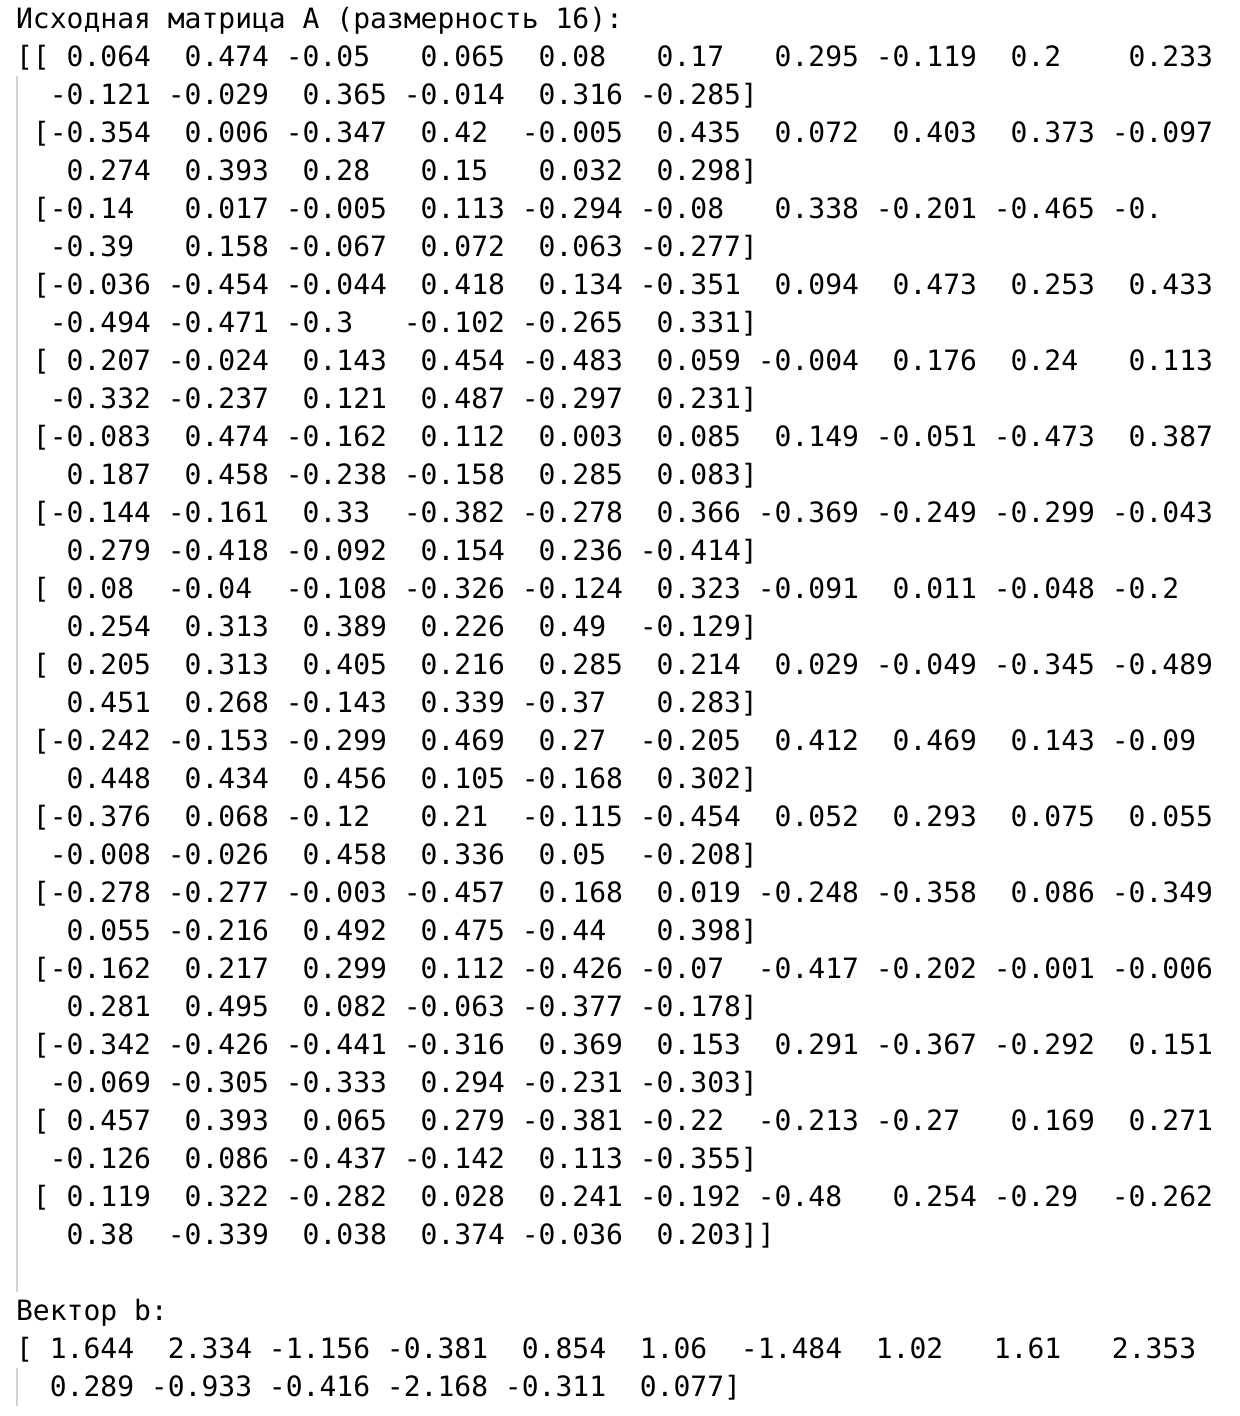 Исходная матрица A (размерность 16):
[[ 0.064  0.474 -0.05   0.065  0.08   0.17   0.295 -0.119  0.2    0.233
  -0.121 -0.029  0.365 -0.014  0.316 -0.285]
 [-0.354  0.006 -0.347  0.42  -0.005  0.435  0.072  0.403  0.373 -0.097
   0.274  0.393  0.28   0.15   0.032  0.298]
 [-0.14   0.017 -0.005  0.113 -0.294 -0.08   0.338 -0.201 -0.465 -0.
  -0.39   0.158 -0.067  0.072  0.063 -0.277]
 [-0.036 -0.454 -0.044  0.418  0.134 -0.351  0.094  0.473  0.253  0.433
  -0.494 -0.471 -0.3   -0.102 -0.265  0.331]
 [ 0.207 -0.024  0.143  0.454 -0.483  0.059 -0.004  0.176  0.24   0.113
  -0.332 -0.237  0.121  0.487 -0.297  0.231]
 [-0.083  0.474 -0.162  0.112  0.003  0.085  0.149 -0.051 -0.473  0.387
   0.187  0.458 -0.238 -0.158  0.285  0.083]
 [-0.144 -0.161  0.33  -0.382 -0.278  0.366 -0.369 -0.249 -0.299 -0.043
   0.279 -0.418 -0.092  0.154  0.236 -0.414]
 [ 0.08  -0.04  -0.108 -0.326 -0.124  0.323 -0.091  0.011 -0.048 -0.2
   0.254  0.313  0.389  0.226  0.49  -0.129]
 [ 0.205  0.313  0.405  0.216  0.285  0.214  0.029 -0.049 -0.345 -0.489
   0.451  0.268 -0.143  0.339 -0.37   0.283]
 [-0.242 -0.153 -0.299  0.469  0.27  -0.205  0.412  0.469  0.143 -0.09
   0.448  0.434  0.456  0.105 -0.168  0.302]
 [-0.376  0.068 -0.12   0.21  -0.115 -0.454  0.052  0.293  0.075  0.055
  -0.008 -0.026  0.458  0.336  0.05  -0.208]
 [-0.278 -0.277 -0.003 -0.457  0.168  0.019 -0.248 -0.358  0.086 -0.349
   0.055 -0.216  0.492  0.475 -0.44   0.398]
 [-0.162  0.217  0.299  0.112 -0.426 -0.07  -0.417 -0.202 -0.001 -0.006
   0.281  0.495  0.082 -0.063 -0.377 -0.178]
 [-0.342 -0.426 -0.441 -0.316  0.369  0.153  0.291 -0.367 -0.292  0.151
  -0.069 -0.305 -0.333  0.294 -0.231 -0.303]
 [ 0.457  0.393  0.065  0.279 -0.381 -0.22  -0.213 -0.27   0.169  0.271
  -0.126  0.086 -0.437 -0.142  0.113 -0.355]
 [ 0.119  0.322 -0.282  0.028  0.241 -0.192 -0.48   0.254 -0.29  -0.262
   0.38  -0.339  0.038  0.374 -0.036  0.203]]
Вектор b:
[ 1.644  2.334 -1.156 -0.381  0.854  1.06  -1.484  1.02   1.61   2.353
  0.289 -0.933 -0.416 -2.168 -0.311  0.077]